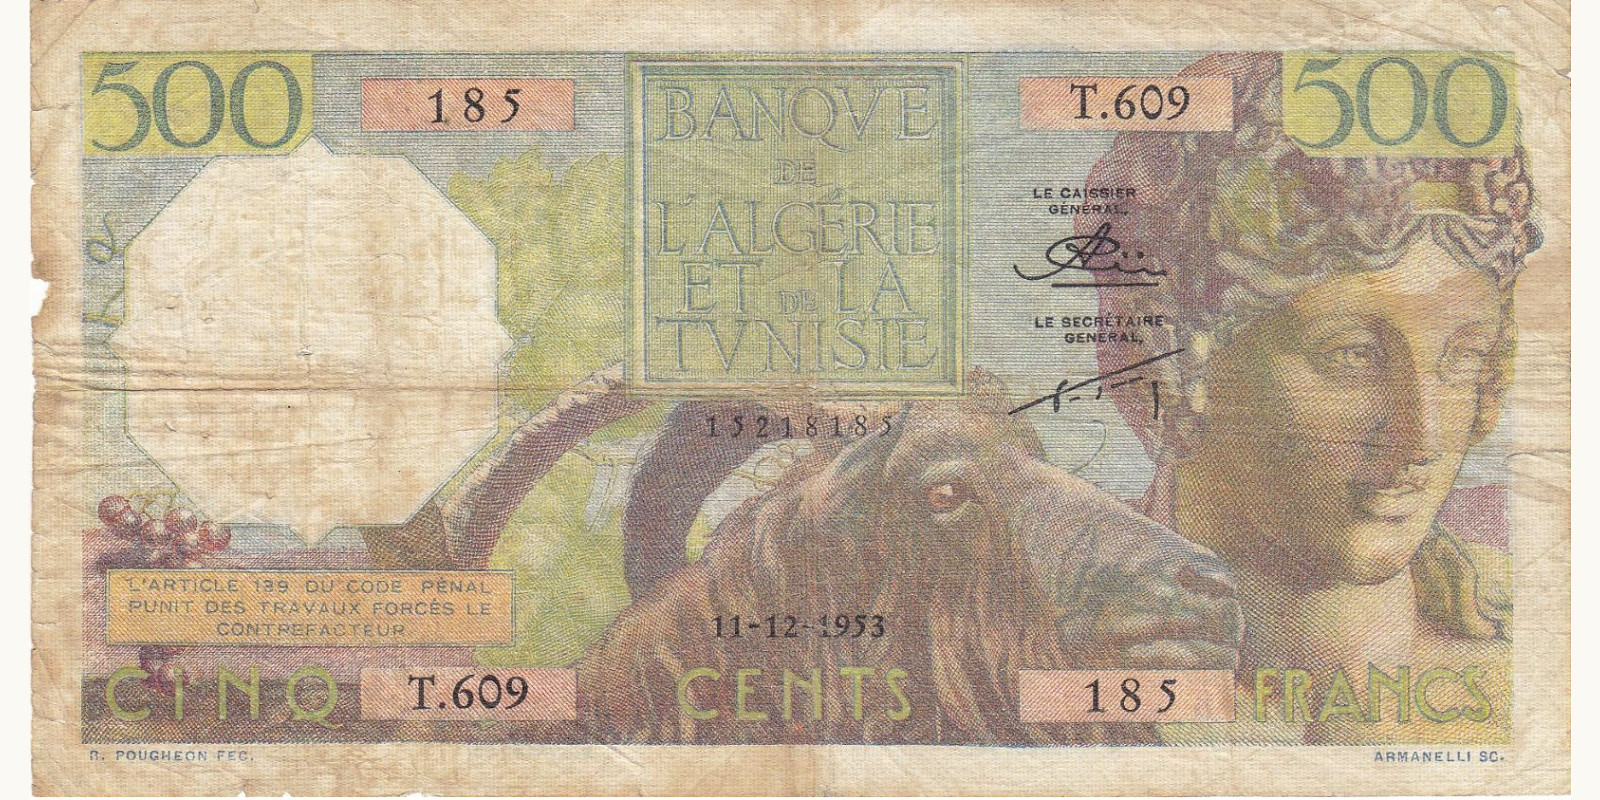 500
185
T.609
500
BANQVE
DE
L'ALGÉRIE
ET DE LA
TVNISIE
LE CAISSIER
GÉNÉRAL,
LE SECRÉTAIRE
GÉNÉRAL,
15218185
L'ARTICLE 139 DU CODE PÉNAL
PUNIT DES TRAVAUX FORCÉS LE
CONTREFACTEUR
11-12-1953
CINQ
T.609
CENTS
185
FRANCS
R. POUGHEON FEC.
ARMANELLI SC.